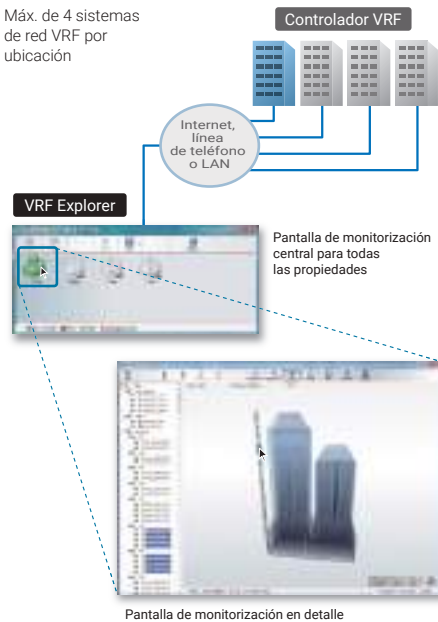 Máx. de 4 sistemas
de red VRF por
ubicación
Controlador VRF
Internet,
línea
de teléfono
o LAN
VRF Explorer
Pantalla de monitorización
central para todas
las propiedades
Pantalla de monitorización en detalle